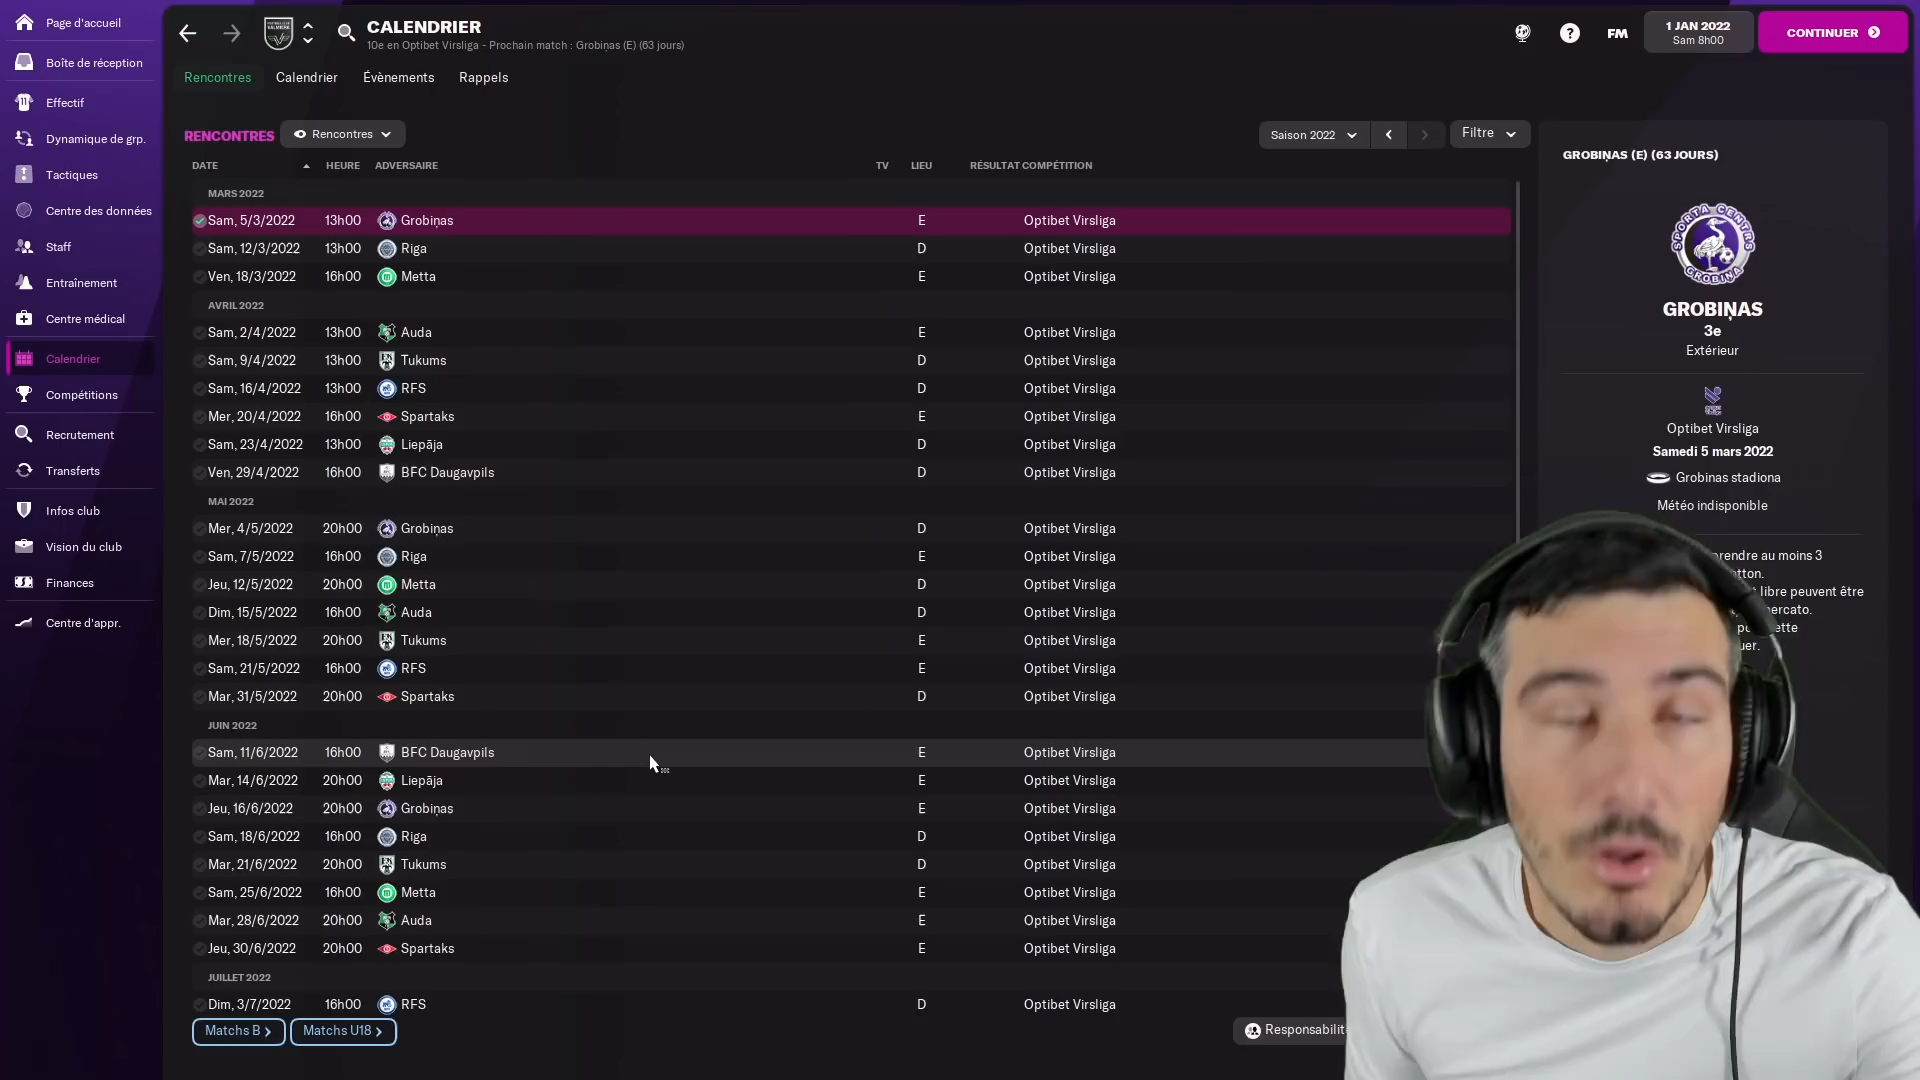 Page d'accueil
Boîte de réception
Effectif
Dynamique de grp.
Tactiques
Centre des données
Staff
Entraînement
Centre médical
Calendrier
Compétitions
Recrutement
Transferts
Infos club
Vision du club
Finances
Centre d'appr.
CALENDRIER
10e en Optibet Virsliga - Prochain match : Grobiņas (E) (63 jours)
FM
1 JAN 2022
Sam 8h00
CONTINUER
Rencontres Calendrier Évènements Rappels
RENCONTRES Rencontres Saison 2022 Filtre
DATE HEURE ADVERSAIRE TV LIEU RÉSULTAT COMPÉTITION
MARS 2022
Sam, 5/3/2022 13h00 Grobiņas E Optibet Virsliga
Sam, 12/3/2022 13h00 Riga D Optibet Virsliga
Ven, 18/3/2022 16h00 Metta E Optibet Virsliga
AVRIL 2022
Sam, 2/4/2022 13h00 Auda E Optibet Virsliga
Sam, 9/4/2022 13h00 Tukums D Optibet Virsliga
Sam, 16/4/2022 13h00 RFS D Optibet Virsliga
Mer, 20/4/2022 16h00 Spartaks E Optibet Virsliga
Sam, 23/4/2022 13h00 Liepāja D Optibet Virsliga
Ven, 29/4/2022 16h00 BFC Daugavpils D Optibet Virsliga
MAI 2022
Mer, 4/5/2022 20h00 Grobiņas D Optibet Virsliga
Sam, 7/5/2022 16h00 Riga E Optibet Virsliga
Jeu, 12/5/2022 20h00 Metta D Optibet Virsliga
Dim, 15/5/2022 16h00 Auda D Optibet Virsliga
Mer, 18/5/2022 20h00 Tukums E Optibet Virsliga
Sam, 21/5/2022 16h00 RFS E Optibet Virsliga
Mar, 31/5/2022 20h00 Spartaks D Optibet Virsliga
JUIN 2022
Sam, 11/6/2022 16h00 BFC Daugavpils E Optibet Virsliga
Mar, 14/6/2022 20h00 Liepāja E Optibet Virsliga
Jeu, 16/6/2022 20h00 Grobiņas E Optibet Virsliga
Sam, 18/6/2022 16h00 Riga D Optibet Virsliga
Mar, 21/6/2022 20h00 Tukums D Optibet Virsliga
Sam, 25/6/2022 16h00 Metta E Optibet Virsliga
Mar, 28/6/2022 20h00 Auda E Optibet Virsliga
Jeu, 30/6/2022 20h00 Spartaks E Optibet Virsliga
JUILLET 2022
Dim, 3/7/2022 16h00 RFS D Optibet Virsliga
Matchs B Matchs U18 Responsabilit
GROBIŅAS (E) (63 JOURS)
SPORTA CENTRS
GROBIŅA
GROBIŅAS
3e
Extérieur
Optibet Virsliga
Samedi 5 mars 2022
Grobinas stadiona
Météo indisponible
prendre au moins 3
tton.
libre peuvent être
ercato.
ette
uer.